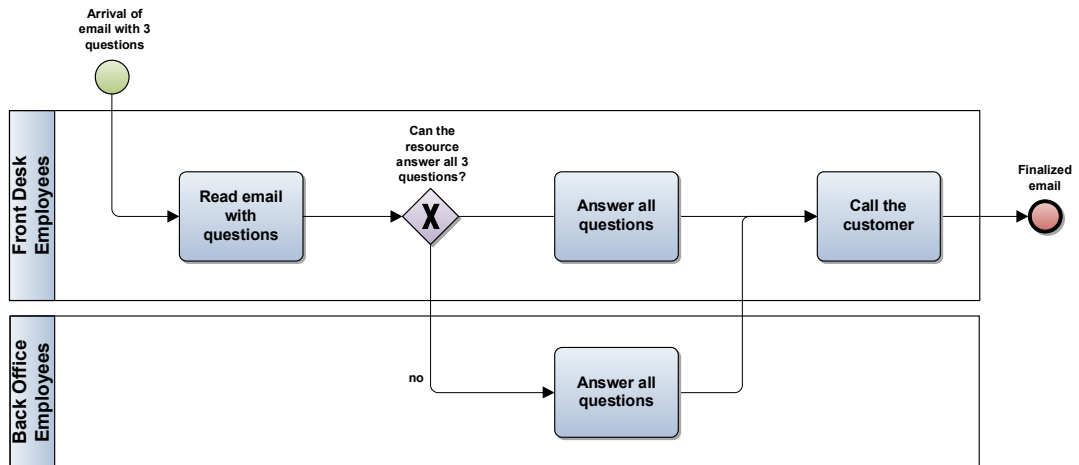 Arrival of
email with 3
questions
Front Desk
Employees
Read email
with
questions
Can the
resource
answer all 3
questions?
X
Answer all
questions
Call the
customer
Finalized
email
Back Office
Employees
no
Answer all
questions